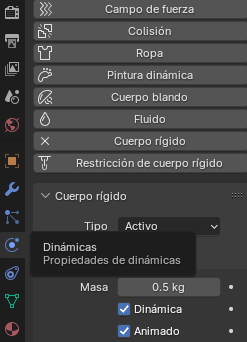 Campo de fuerza
Colisión
Ropa
Pintura dinámica
Cuerpo blando
Fluido
Cuerpo rígido
Restricción de cuerpo rígido
Cuerpo rígido
Tipo Activo
Dinámicas
Propiedades de dinámicas
Masa 0.5 kg
Dinámica
Animado